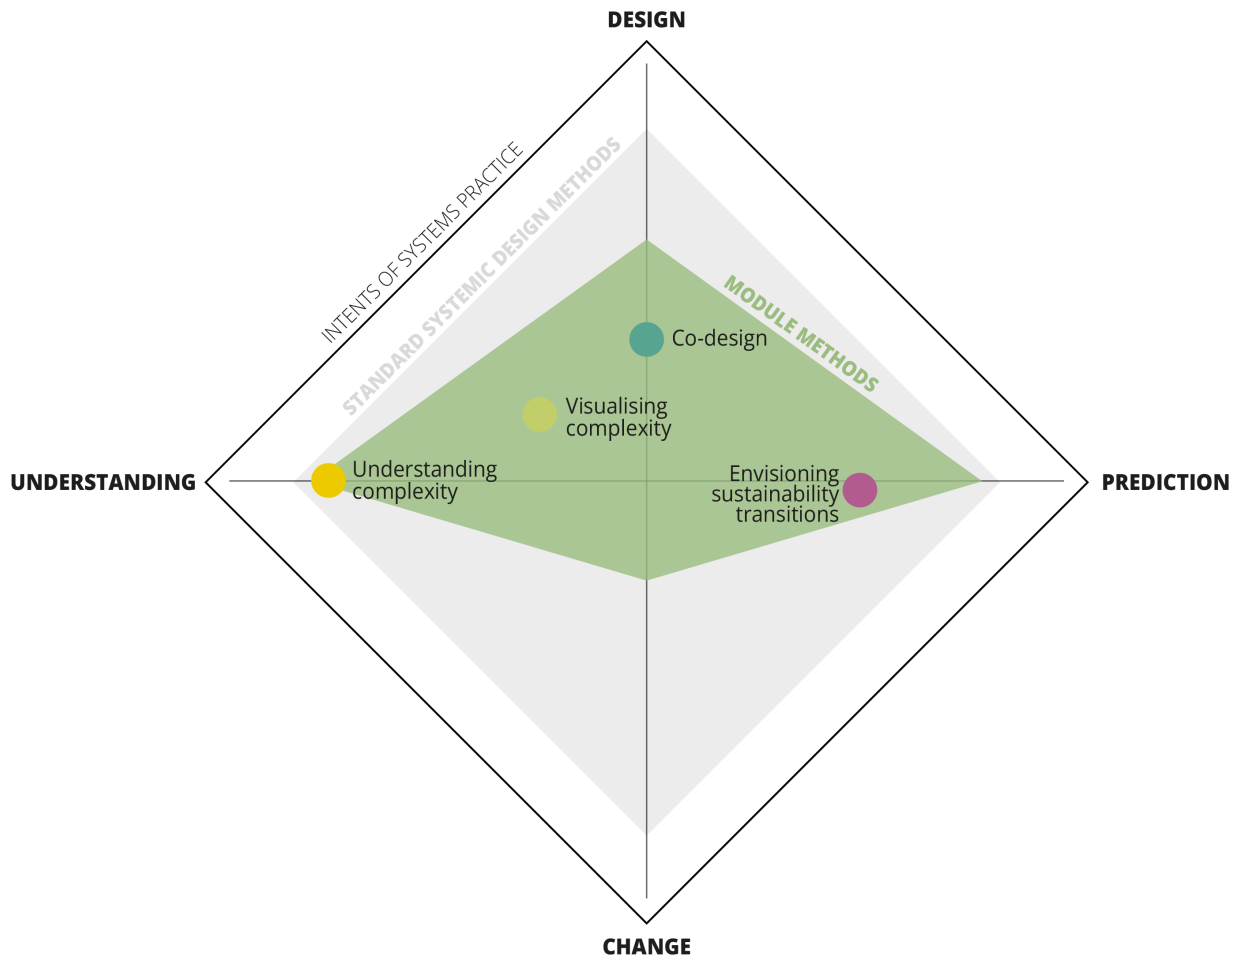 DESIGN
INTENTS OF SYSTEMS PRACTICE
STANDARD SYSTEMIC DESIGN METHODS
MODULE METHODS
Co-design
Visualising
complexity
Understanding
complexity
Envisioning
sustainability
transitions
UNDERSTANDING
PREDICTION
CHANGE